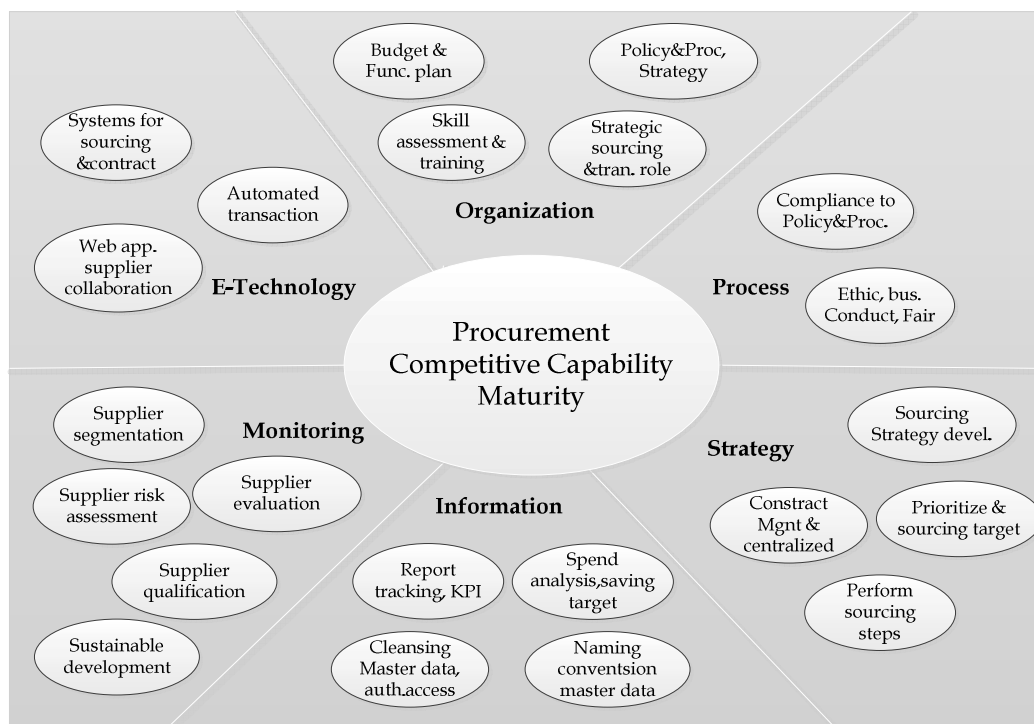 Budget &
Func. plan
Policy&Proc,
Strategy
Skill
assessment &
training
Strategic
sourcing
&tran. role
Organization
Systems for
sourcing
&contract
Automated
transaction
Web app.
supplier
collaboration
E-Technology
Compliance to
Policy&Proc.
Process
Ethic, bus.
Conduct, Fair
Procurement
Competitive Capability
Maturity
Supplier
segmentation
Monitoring
Supplier risk
assessment
Supplier
evaluation
Supplier
qualification
Sustainable
development
Information
Report
tracking, KPI
Spend
analysis,saving
target
Cleansing
Master data,
auth.access
Naming
conventsion
master data
Strategy
Sourcing
Strategy devel.
Constract
Mgnt &
centralized
Prioritize &
sourcing target
Perform
sourcing
steps